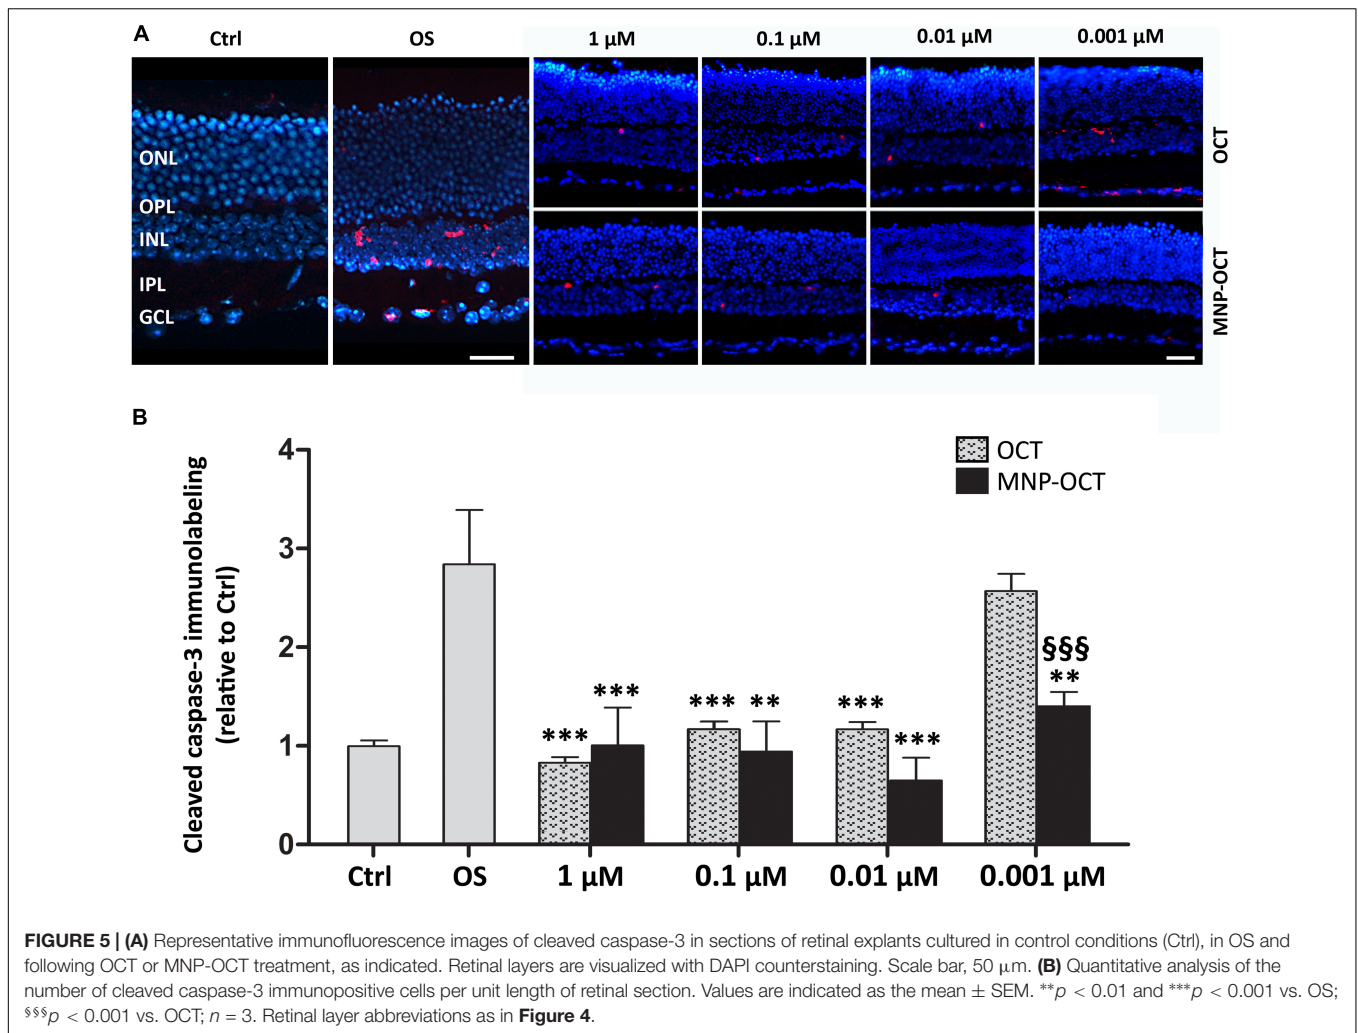 A
Ctrl OS 1 µM 0.1 µM 0.01 µM 0.001 µM
ONL
OPL
INL
IPL
GCL
OCT
MNP-OCT
B
Cleaved caspase-3 immunolabeling
(relative to Ctrl)
4
3
2
1
0
OCT
MNP-OCT
*** *** *** ** *** *** §§§ **
Ctrl OS 1 µM 0.1 µM 0.01 µM 0.001 µM
FIGURE 5 | (A) Representative immunofluorescence images of cleaved caspase-3 in sections of retinal explants cultured in control conditions (Ctrl), in OS and
following OCT or MNP-OCT treatment, as indicated. Retinal layers are visualized with DAPI counterstaining. Scale bar, 50 µm. (B) Quantitative analysis of the
number of cleaved caspase-3 immunopositive cells per unit length of retinal section. Values are indicated as the mean ± SEM. **p < 0.01 and ***p < 0.001 vs. OS;
§§§p < 0.001 vs. OCT; n = 3. Retinal layer abbreviations as in Figure 4.